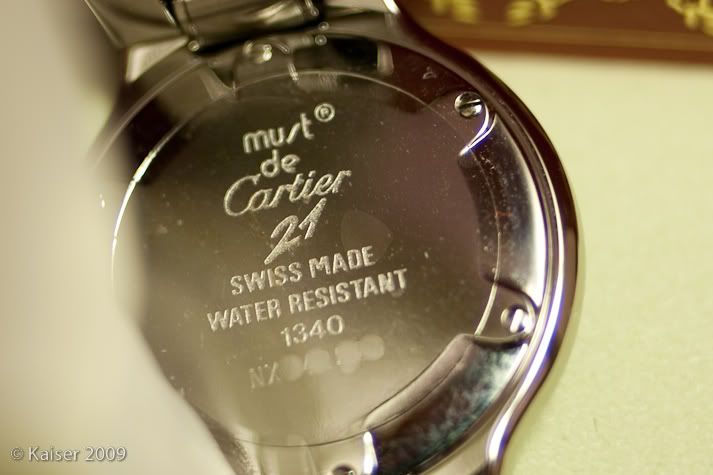 must®
de
Cartier
21
SWISS MADE
WATER RESISTANT
1340
© Kaiser 2009